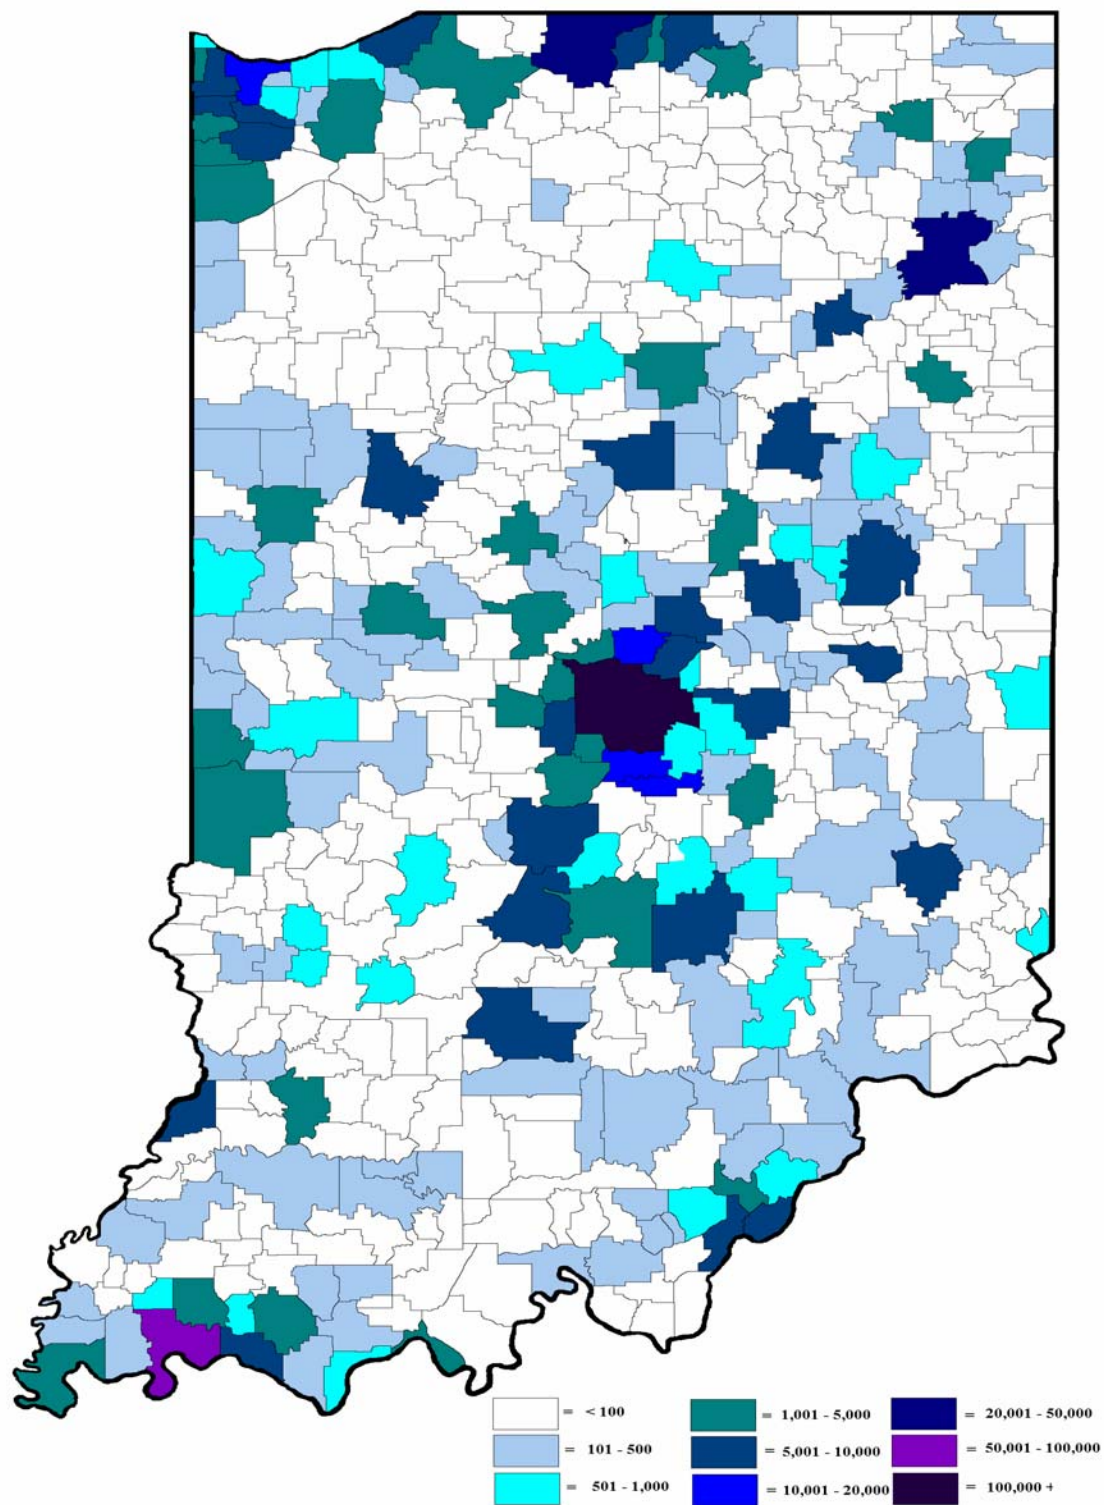 = < 100
= 1,001 - 5,000
= 20,001 - 50,000
= 101 - 500
= 5,001 - 10,000
= 50,001 - 100,000
= 501 - 1,000
= 10,001 - 20,000
= 100,000 +